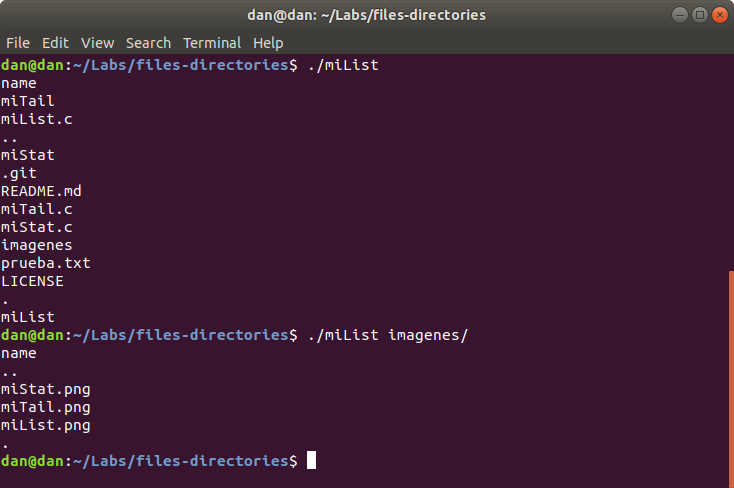 dan@dan: ~/Labs/files-directories
File Edit View Search Terminal Help
dan@dan:~/Labs/files-directories$ ./miList
name
miTail
miList.c
..
miStat
.git
README.md
miTail.c
miStat.c
imagenes
prueba.txt
LICENSE
.
miList
dan@dan:~/Labs/files-directories$ ./miList imagenes/
name
..
miStat.png
miTail.png
miList.png
.
dan@dan:~/Labs/files-directories$